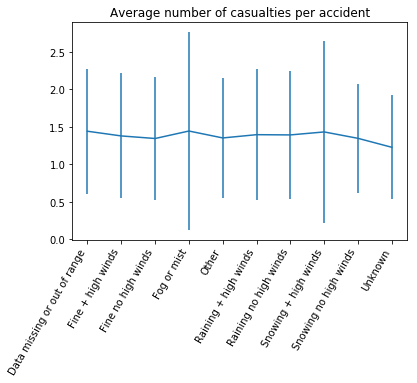 Average number of casualties per accident
2.5
2.0
1.5
1.0
0.5
0.0
Data missing or out of range
Fine + high winds
Fine no high winds
Fog or mist
Other
Raining + high winds
Raining no high winds
Snowing + high winds
Snowing no high winds
Unknown